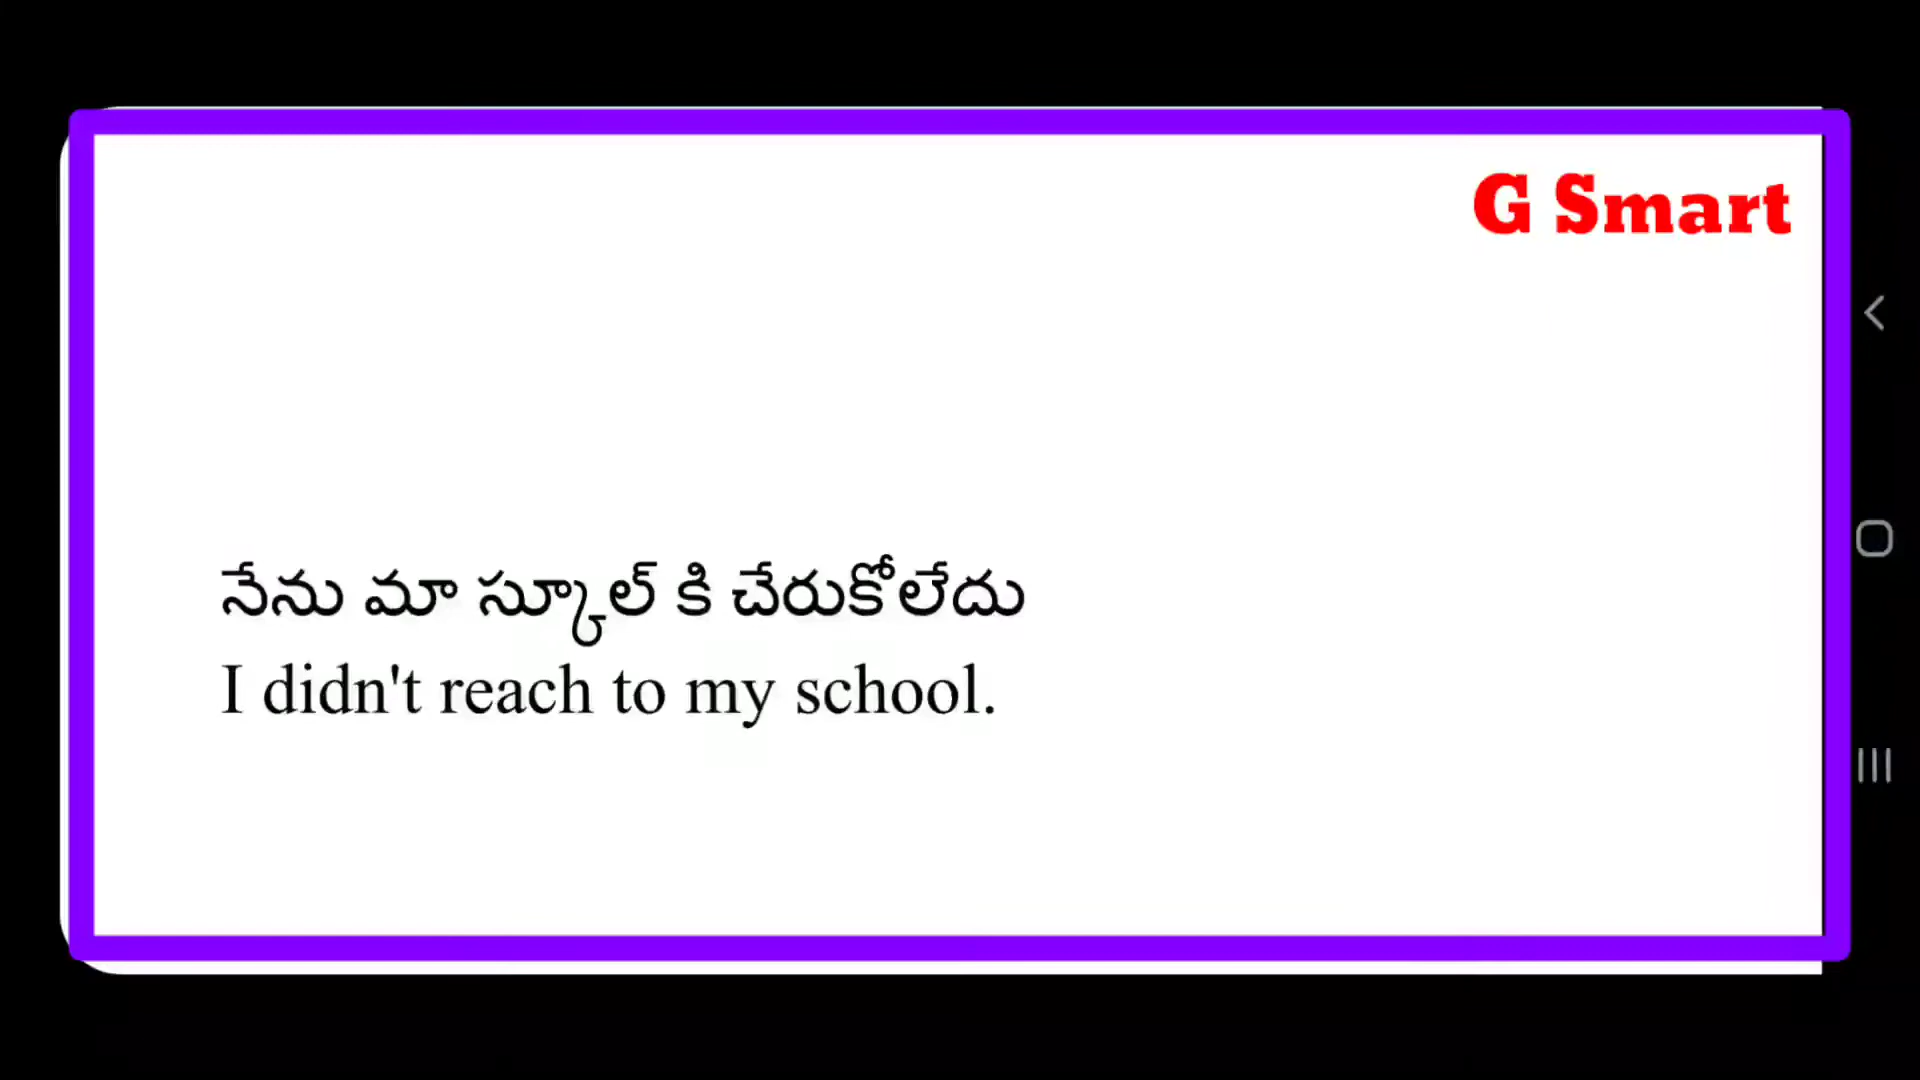 G Smart
నేను మా స్కూల్ కి చేరుకోలేదు
I didn't reach to my school.